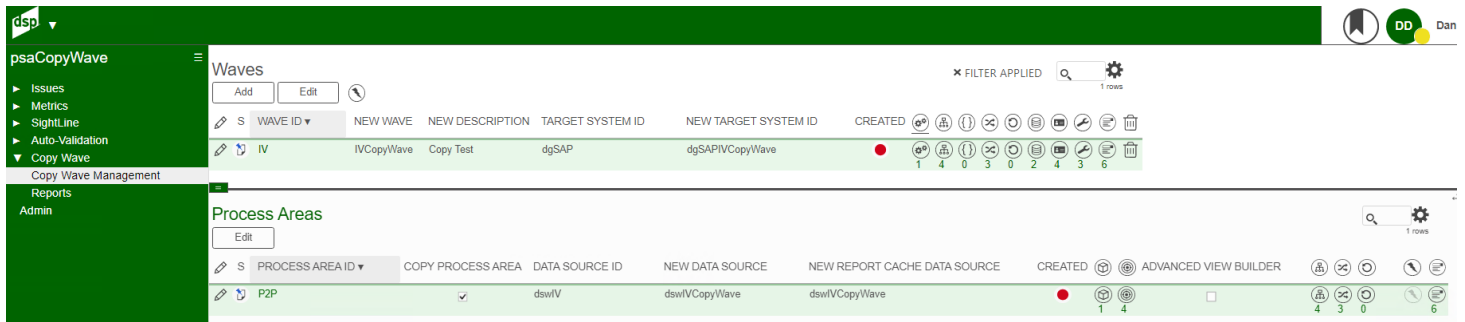 dsp
DD Dan
psaCopyWave
Issues
Metrics
SightLine
Auto-Validation
Copy Wave
Copy Wave Management
Reports
Admin
Waves
× FILTER APPLIED
1 rows
Add Edit
S WAVE ID NEW WAVE NEW DESCRIPTION TARGET SYSTEM ID NEW TARGET SYSTEM ID CREATED
IV IVCopyWave Copy Test dgSAP dgSAPIVCopyWave
1 4 0 3 0 2 4 3 6
Process Areas
1 rows
Edit
S PROCESS AREA ID COPY PROCESS AREA DATA SOURCE ID NEW DATA SOURCE NEW REPORT CACHE DATA SOURCE CREATED ADVANCED VIEW BUILDER
P2P dswIV dswIVCopyWave dswIVCopyWave
1 4 4 3 0 6